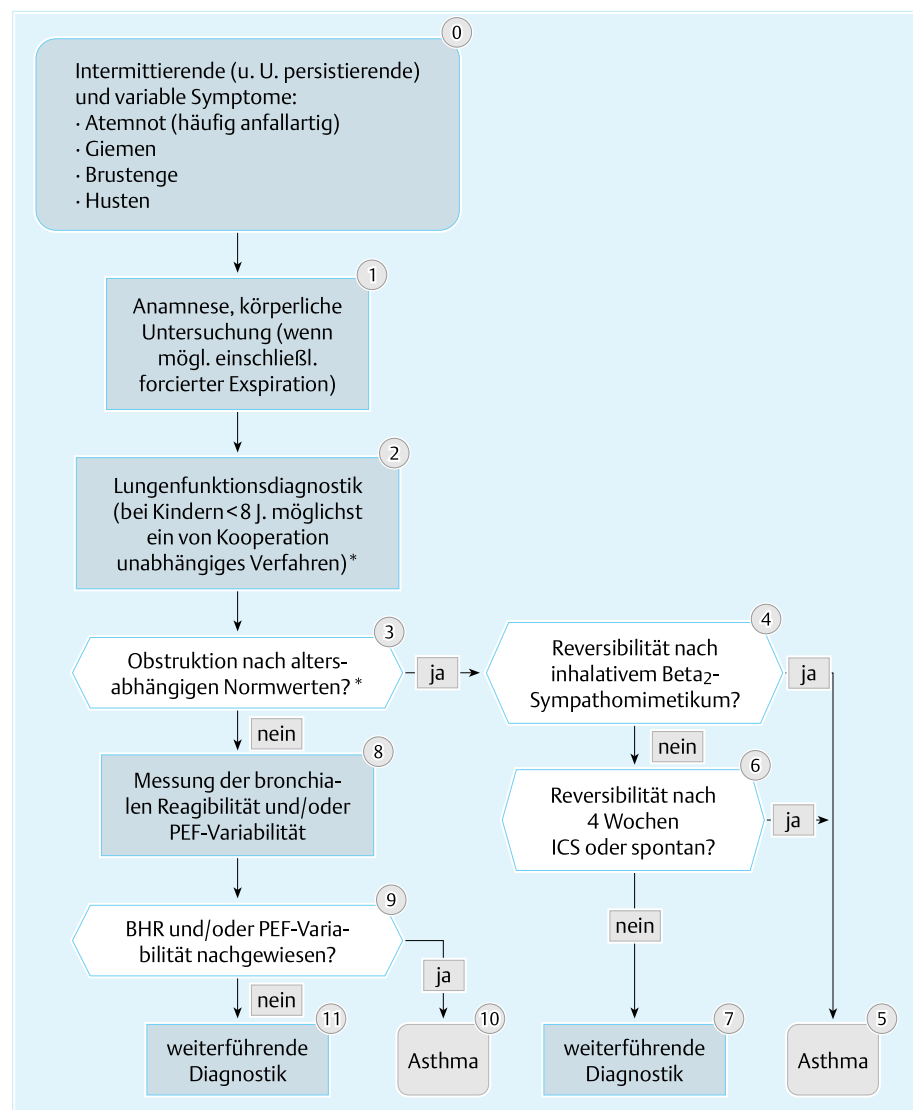 0
Intermittierende (u. U. persistierende)
und variable Symptome:
· Atemnot (häufig anfallartig)
· Giemen
· Brustenge
· Husten
1
Anamnese, körperliche
Untersuchung (wenn
mögl. einschließl.
forcierter Exspiration)
2
Lungenfunktionsdiagnostik
(bei Kindern < 8 J. möglichst
ein von Kooperation
unabhängiges Verfahren) *
3
Obstruktion nach alters-
abhängigen Normwerten? *
ja
4
Reversibilität nach
inhalativem Beta2-
Sympathomimetikum?
ja
nein
nein
8
Messung der bronchia-
len Reagibilität und/oder
PEF-Variabilität
6
Reversibilität nach
4 Wochen
ICS oder spontan?
ja
9
BHR und/oder PEF-Varia-
bilität nachgewiesen?
ja
nein
nein
11
weiterführende
Diagnostik
10
Asthma
7
weiterführende
Diagnostik
5
Asthma